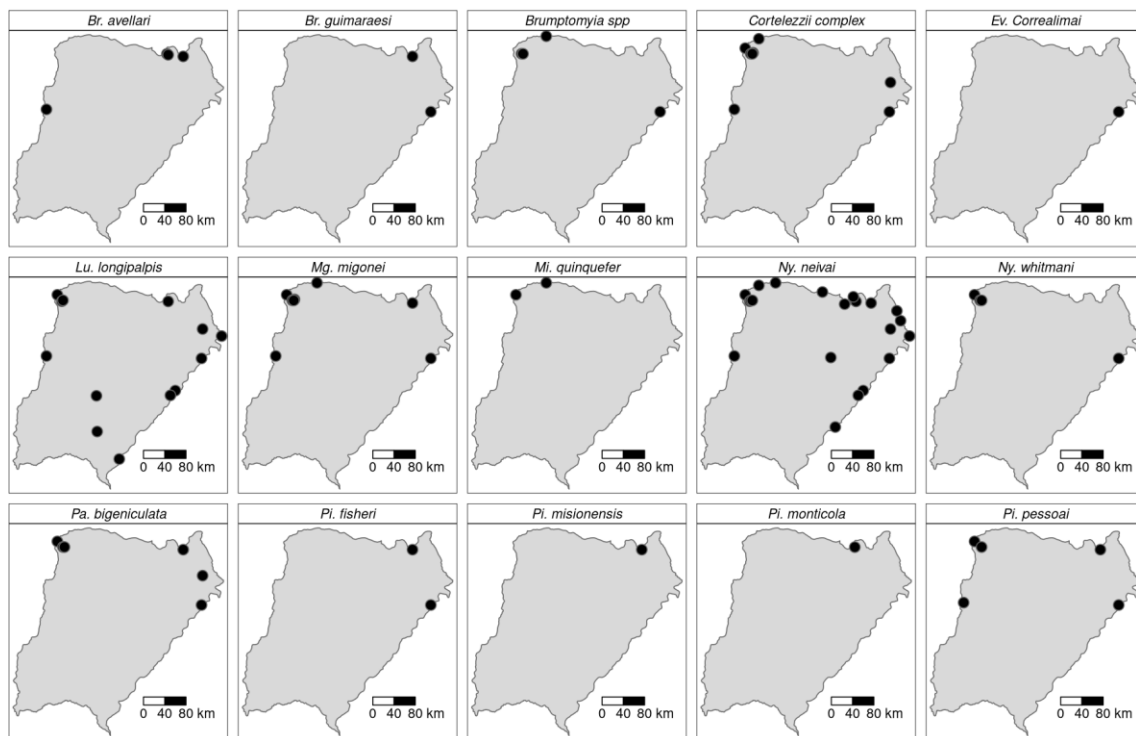 Br. avellari
Br. guimaraesi
Brumptomyia spp
Cortelezzii complex
Ev. Correalimai
0 40 80 km
0 40 80 km
0 40 80 km
0 40 80 km
0 40 80 km
Lu. longipalpis
Mg. migonei
Mi. quinquefer
Ny. neivai
Ny. whitmani
0 40 80 km
0 40 80 km
0 40 80 km
0 40 80 km
0 40 80 km
Pa. bigeniculata
Pi. fisheri
Pi. misionensis
Pi. monticola
Pi. pessoai
0 40 80 km
0 40 80 km
0 40 80 km
0 40 80 km
0 40 80 km